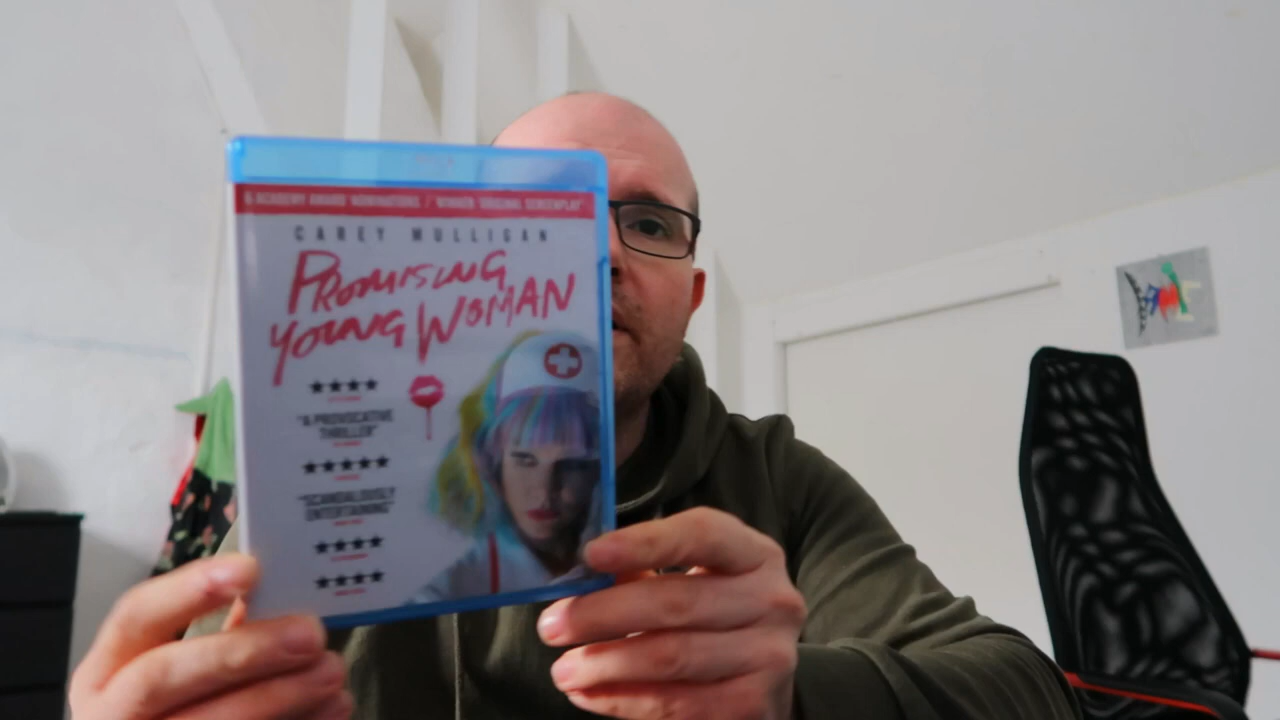 5 ACADEMY AWARD NOMINATIONS / WINNER 'ORIGINAL SCREENPLAY'
CAREY MULLIGAN
PROMISING
YOUNG WOMAN
"A PROVOCATIVE
THRILLER"
"SCANDALOUSLY
ENTERTAINING"